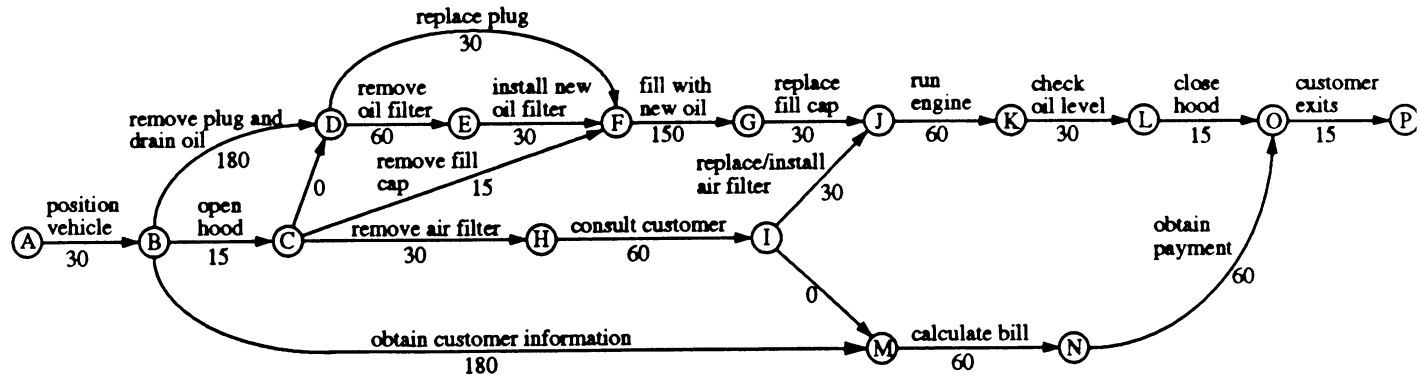 replace plug
30
remove
oil filter
60
install new
oil filter
30
fill with
new oil
150
replace
fill cap
30
run
engine
60
check
oil level
30
close
hood
15
customer
exits
15
remove plug and
drain oil
180
D
E
F
G
J
K
L
O
P
0
remove fill
cap
15
replace/install
air filter
30
position
vehicle
30
open
hood
15
remove air filter
30
consult customer
60
A
B
C
H
I
obtain
payment
60
0
obtain customer information
180
M
calculate bill
60
N